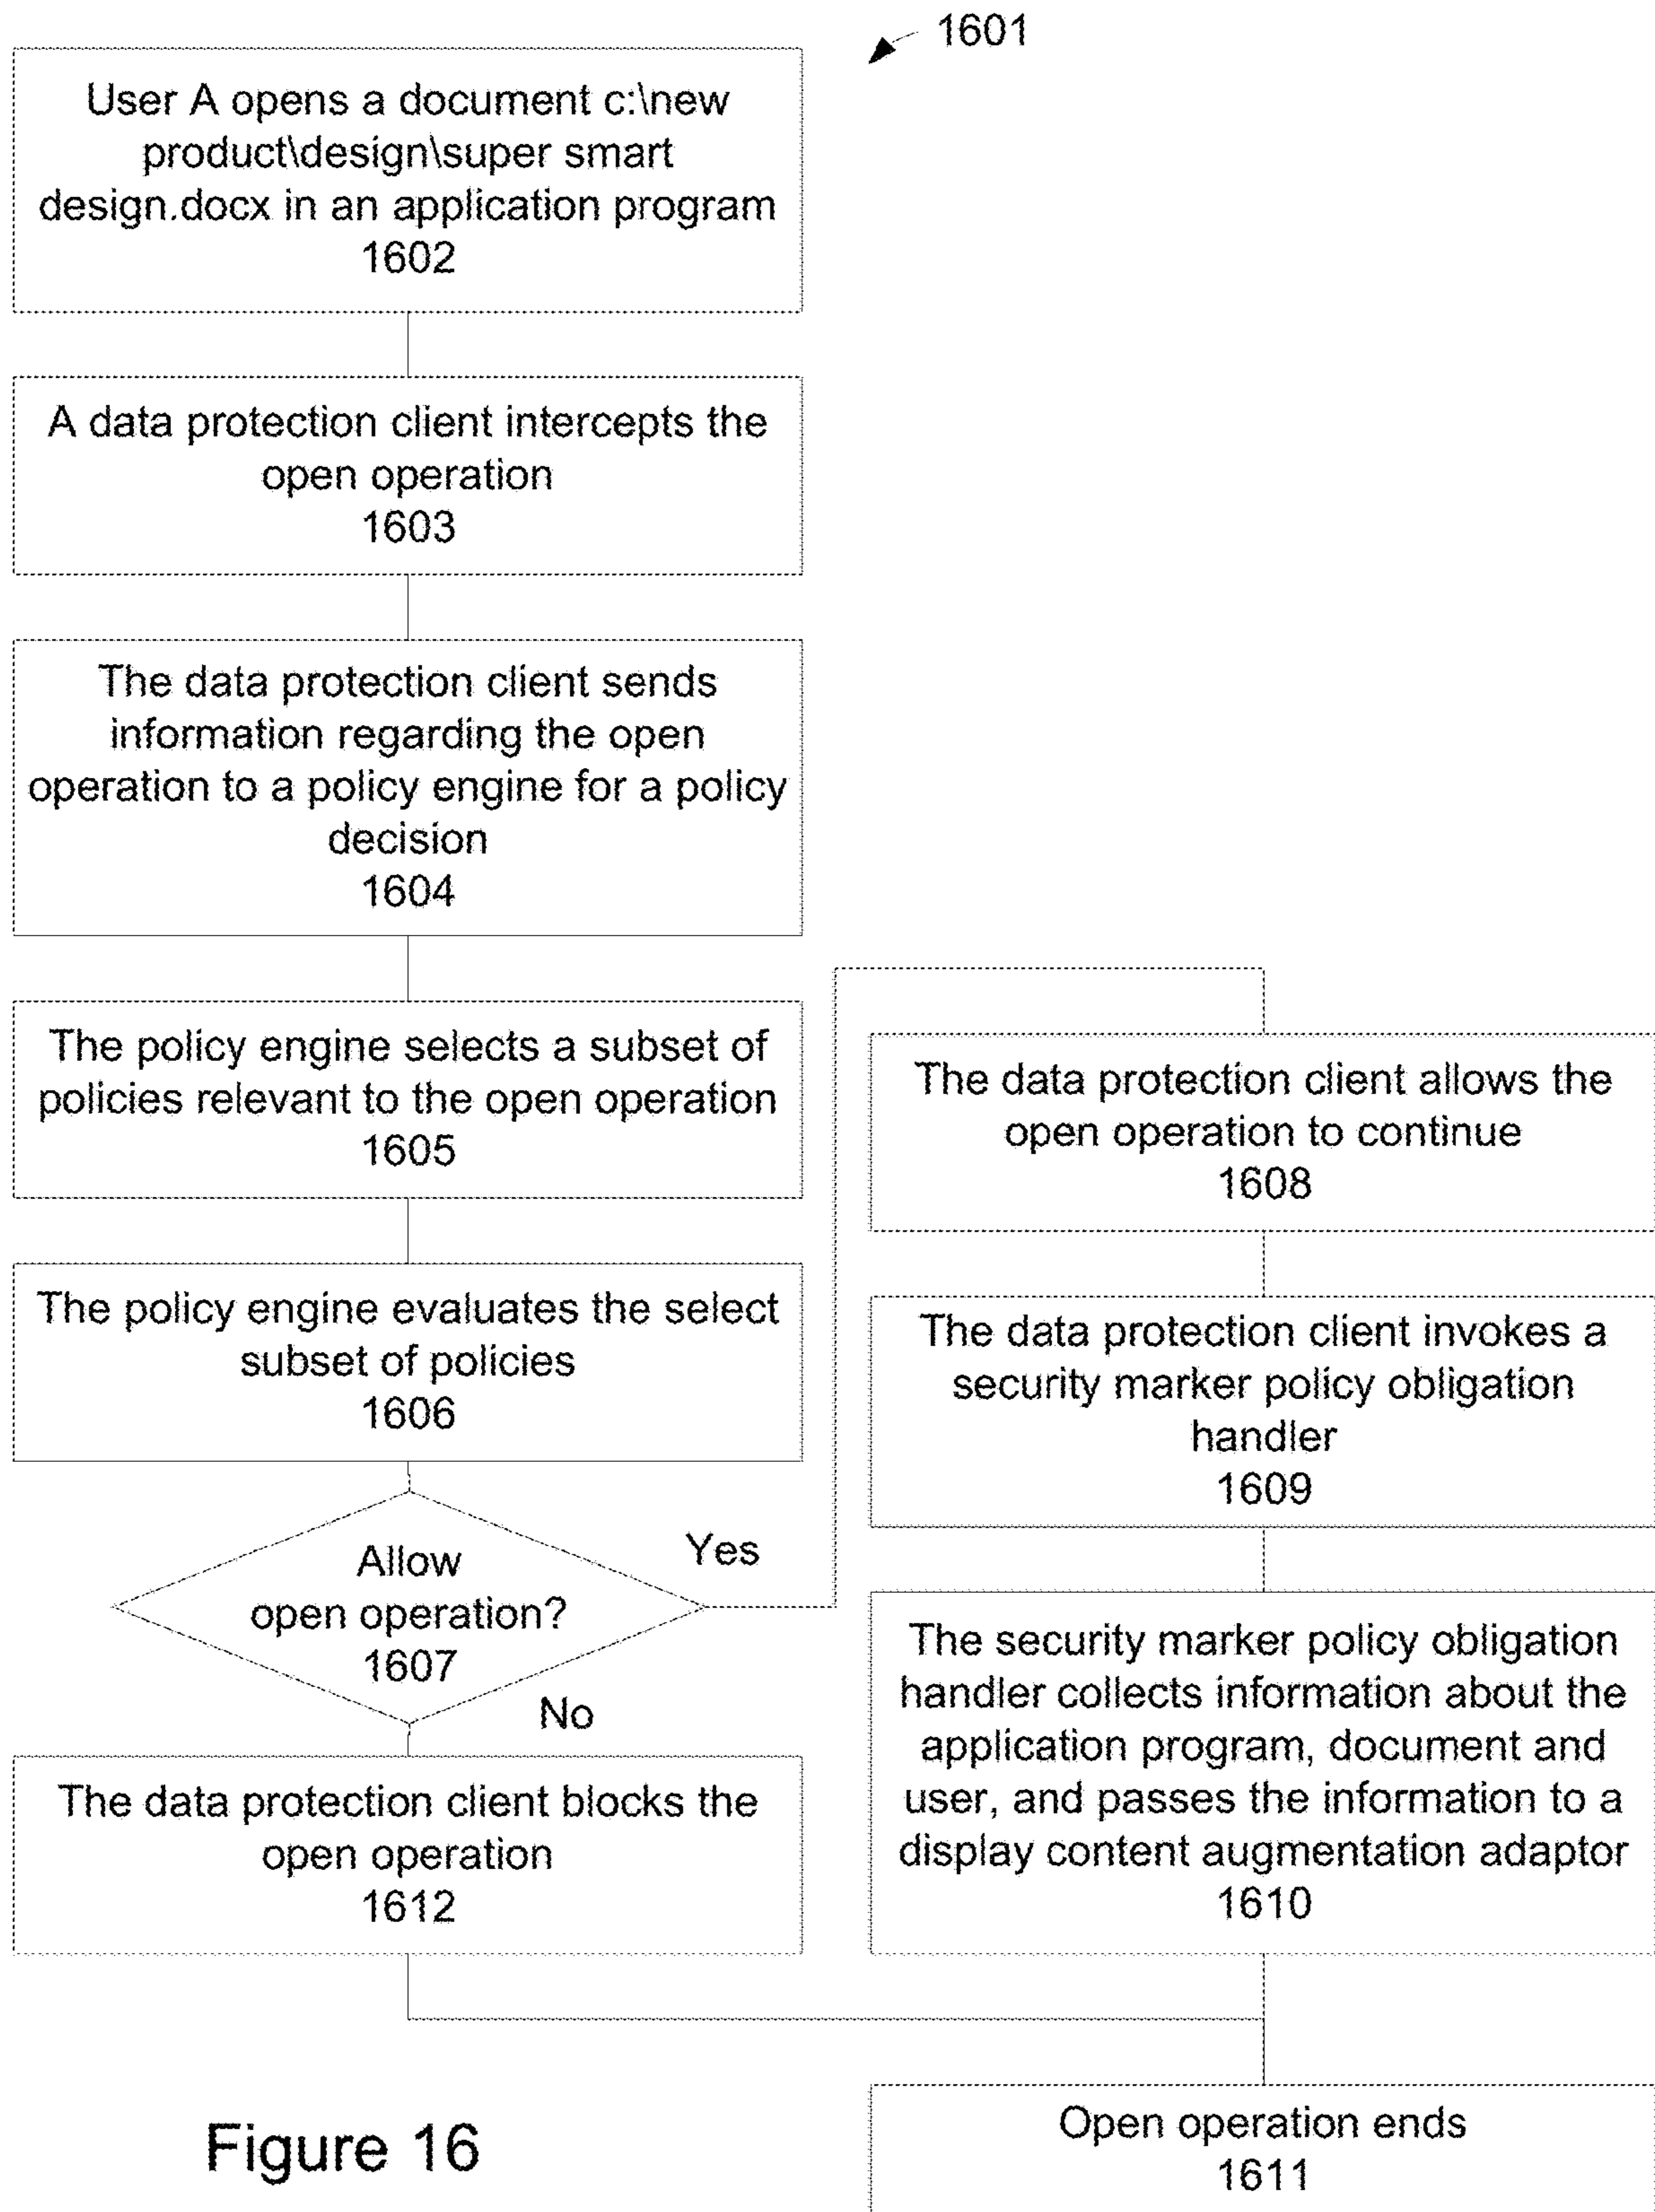 1601
User A opens a document c:\new
product\design\super smart
design.docx in an application program
1602
A data protection client intercepts the
open operation
1603
The data protection client sends
information regarding the open
operation to a policy engine for a policy
decision
1604
The policy engine selects a subset of
policies relevant to the open operation
1605
The policy engine evaluates the select
subset of policies
1606
Allow
open operation?
1607
Yes
No
The data protection client blocks the
open operation
1612
The data protection client allows the
open operation to continue
1608
The data protection client invokes a
security marker policy obligation
handler
1609
The security marker policy obligation
handler collects information about the
application program, document and
user, and passes the information to a
display content augmentation adaptor
1610
Open operation ends
1611
Figure 16